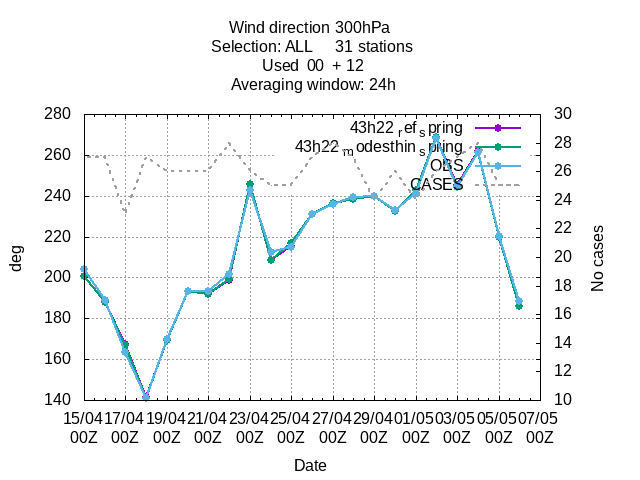 Wind direction 300hPa
Selection: ALL 31 stations
Used 00 + 12
Averaging window: 24h
280 30
43h22 ref spring
28
260 43h22 modesthin spring
OBS
26
CASES
240 24
220 22
20
200
18
180
16
14
160
12
140 10
deg
No cases
15/04 17/04 19/04 21/04 23/04 25/04 27/04 29/04 01/05 03/05 05/05 07/05
00Z 00Z 00Z 00Z 00Z 00Z 00Z 00Z 00Z 00Z 00Z 00Z
Date